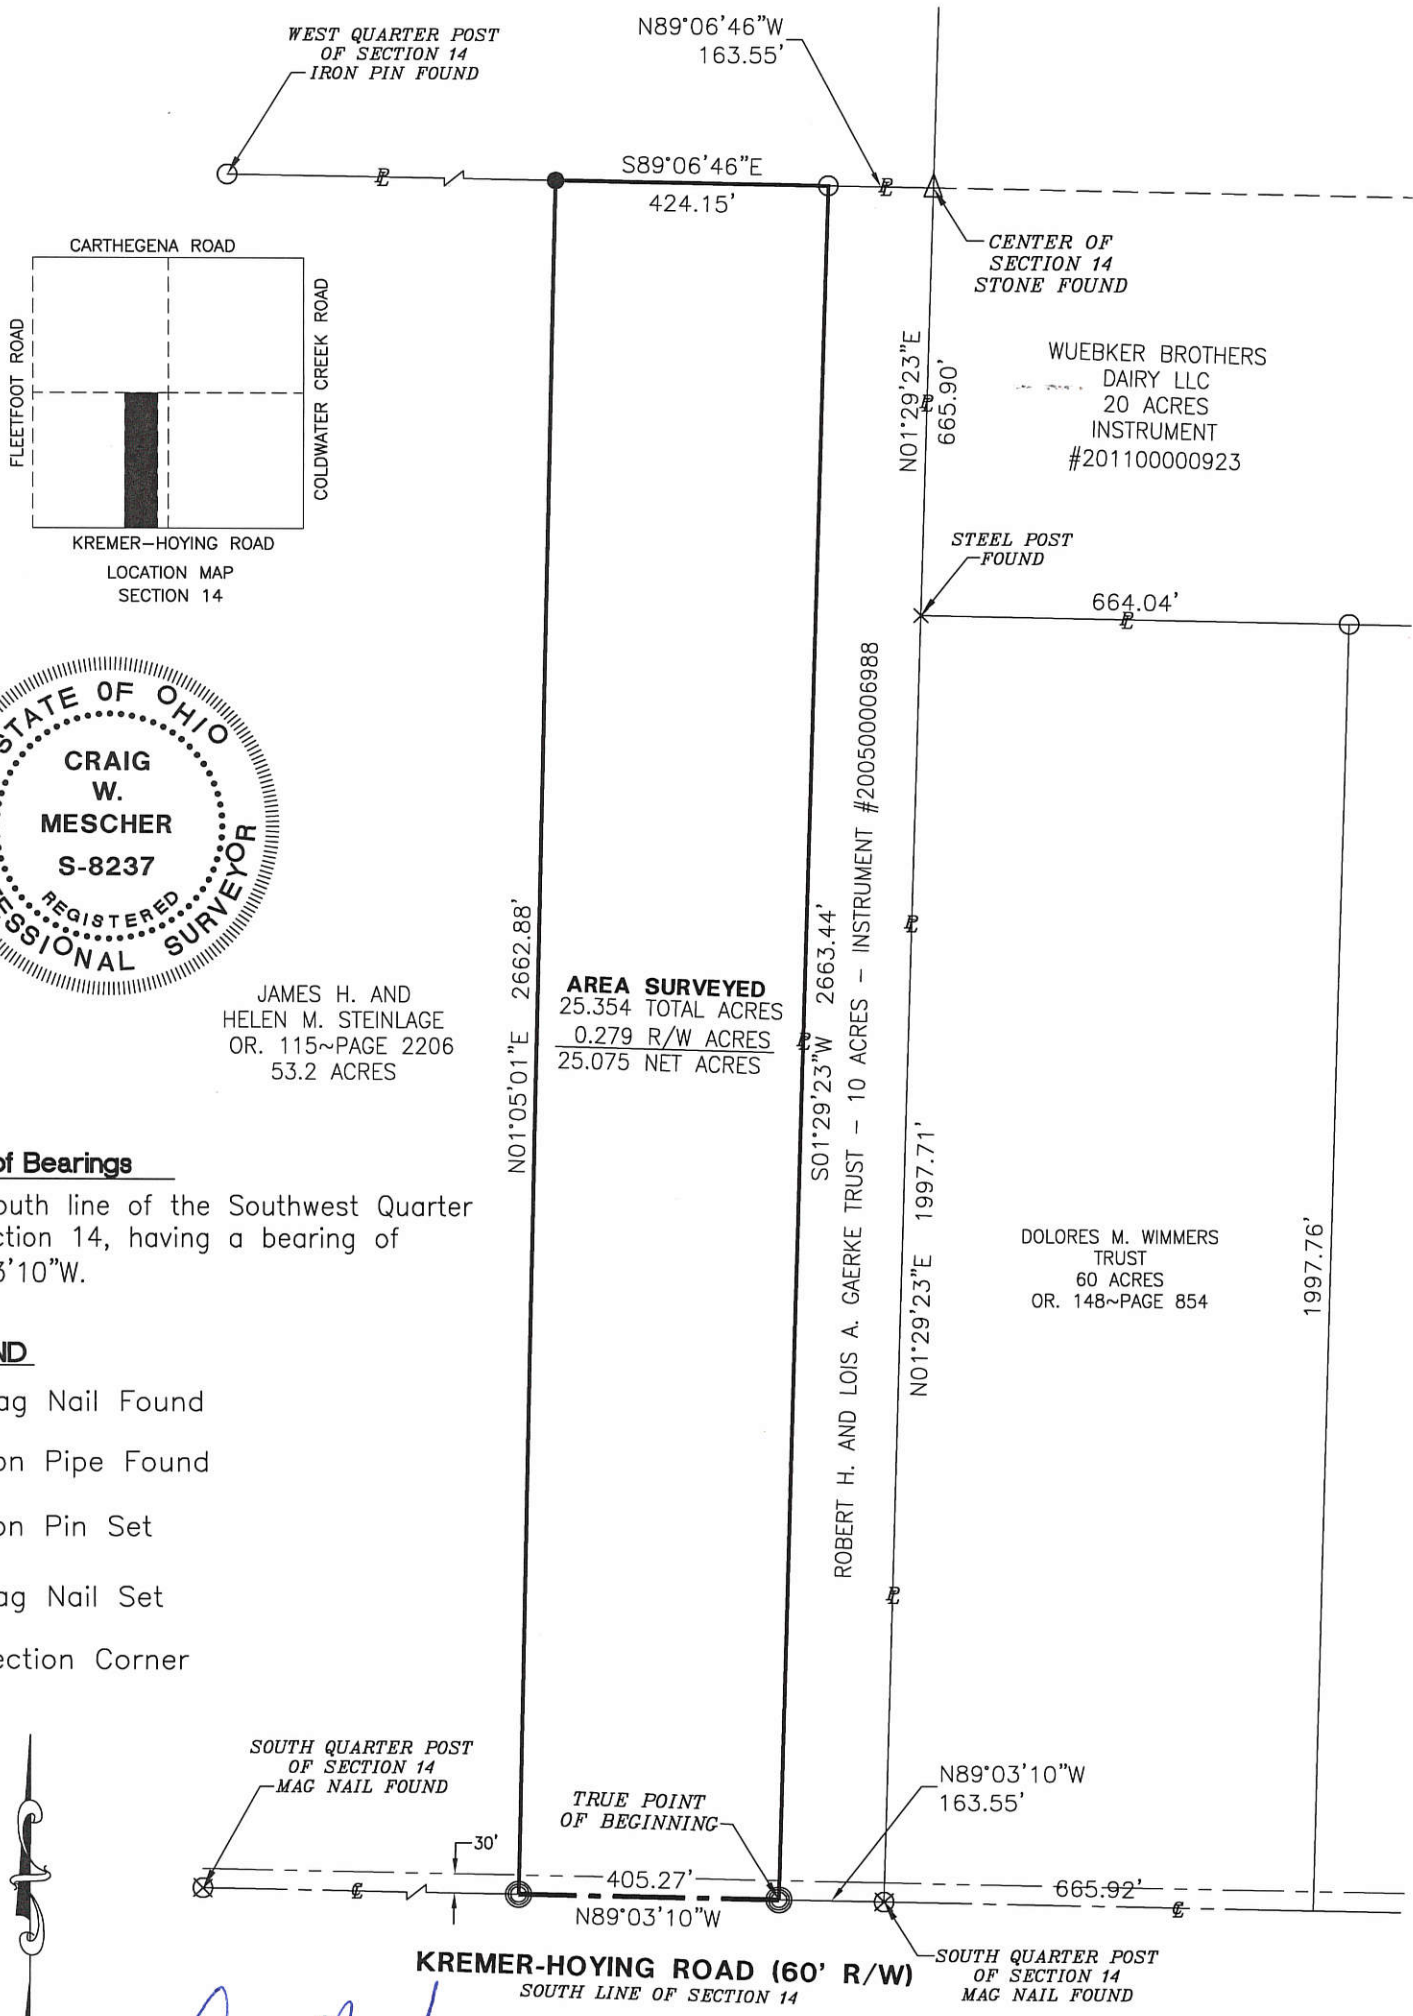 WEST QUARTER POST
OF SECTION 14
IRON PIN FOUND
N89°06'46"W
163.55'
S89°06'46"E
424.15'
CENTER OF
SECTION 14
STONE FOUND
CARTHEGENA ROAD
FLEETFOOT ROAD
COLDWATER CREEK ROAD
KREMER-HOYING ROAD
LOCATION MAP
SECTION 14
N01°29'23"E
665.90'
WUEBKER BROTHERS
DAIRY LLC
20 ACRES
INSTRUMENT
#201100000923
STEEL POST
FOUND
664.04'
STATE OF OHIO
CRAIG
W.
MESCHER
S-8237
REGISTERED
ESSIONAL SURVEYOR
JAMES H. AND
HELEN M. STEINLAGE
OR. 115~PAGE 2206
53.2 ACRES
N01°05'01"E 2662.88'
AREA SURVEYED
25.354 TOTAL ACRES
0.279 R/W ACRES
25.075 NET ACRES
S01°29'23"W 2663.44'
ROBERT H. AND LOIS A. GAERKE TRUST - 10 ACRES - INSTRUMENT #200500006988
N01°29'23"E 1997.71'
DOLORES M. WIMMERS
TRUST
60 ACRES
OR. 148~PAGE 854
1997.76'
of Bearings
outh line of the Southwest Quarter
ction 14, having a bearing of
3'10"W.
ND
ag Nail Found
on Pipe Found
on Pin Set
ag Nail Set
ection Corner
SOUTH QUARTER POST
OF SECTION 14
MAG NAIL FOUND
TRUE POINT
OF BEGINNING
N89°03'10"W
163.55'
30'
405.27'
N89°03'10"W
665.92'
KREMER-HOYING ROAD (60' R/W)
SOUTH LINE OF SECTION 14
SOUTH QUARTER POST
OF SECTION 14
MAG NAIL FOUND